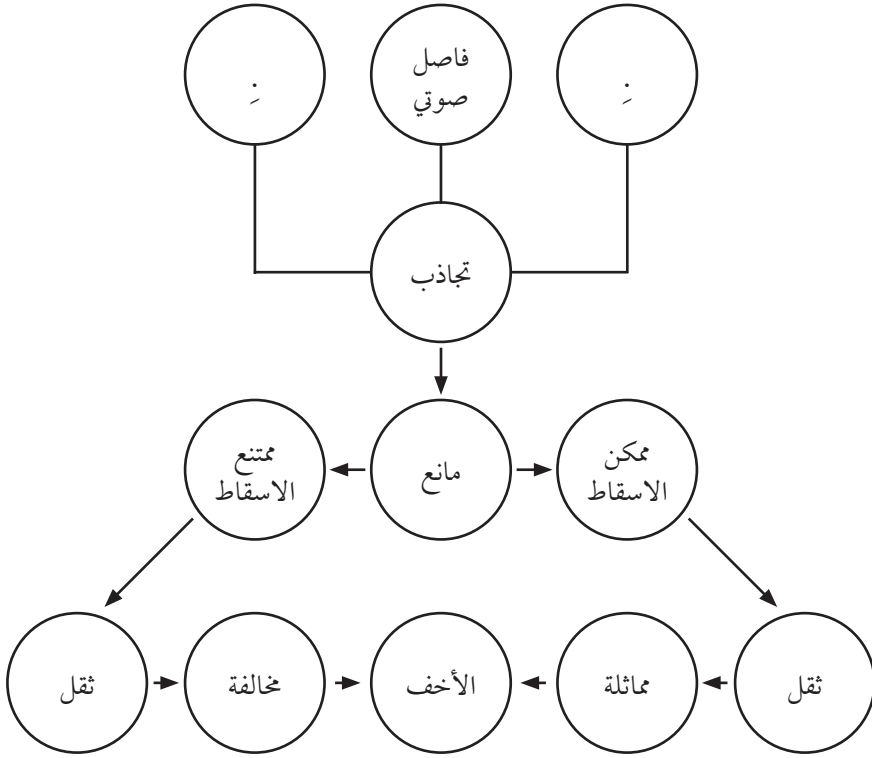 .ِ
فاصل
صوتي
.ِ
تجاذب
ممكن
الاسقاط
مانع
ممتنع
الاسقاط
ثقل
مماثلة
الأخف
مخالفة
ثقل